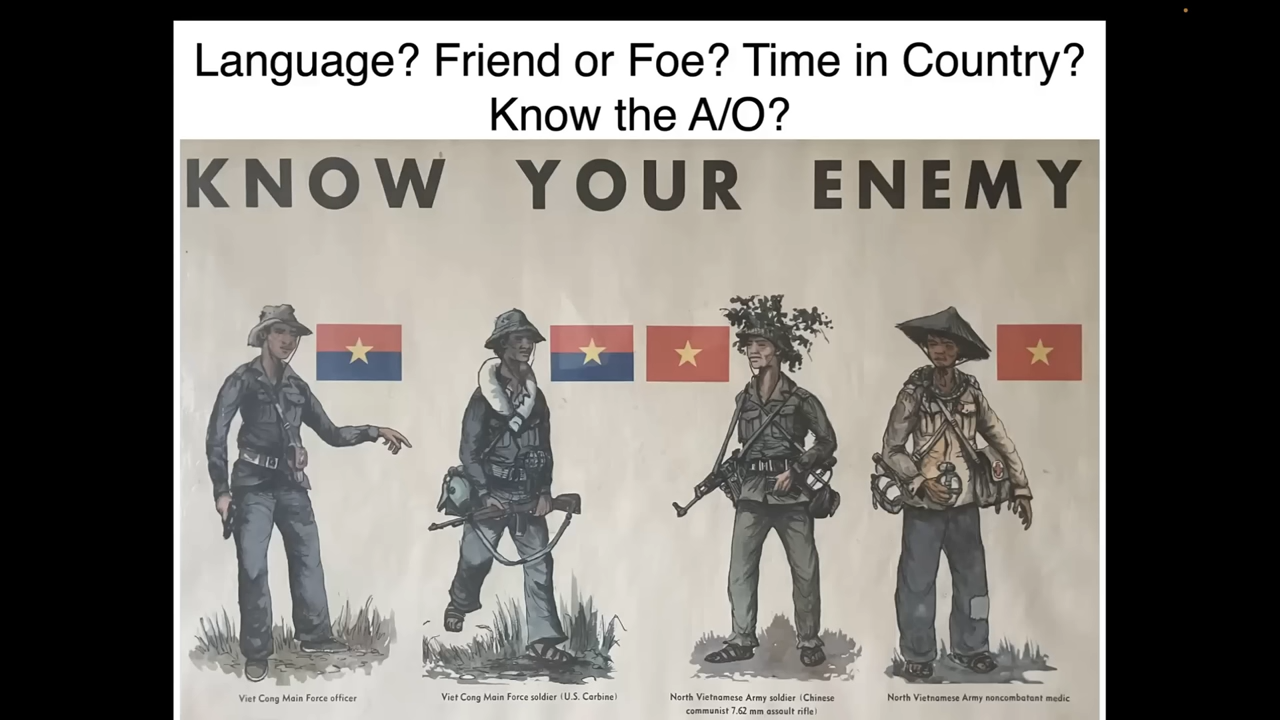 Language? Friend or Foe? Time in Country?
Know the A/O?
KNOW YOUR ENEMY
Viet Cong Main Force officer
Viet Cong Main Force soldier (U.S. Carbine)
North Vietnamese Army soldier (Chinese
communist 7.62 mm assault rifle)
North Vietnamese Army noncombatant medic